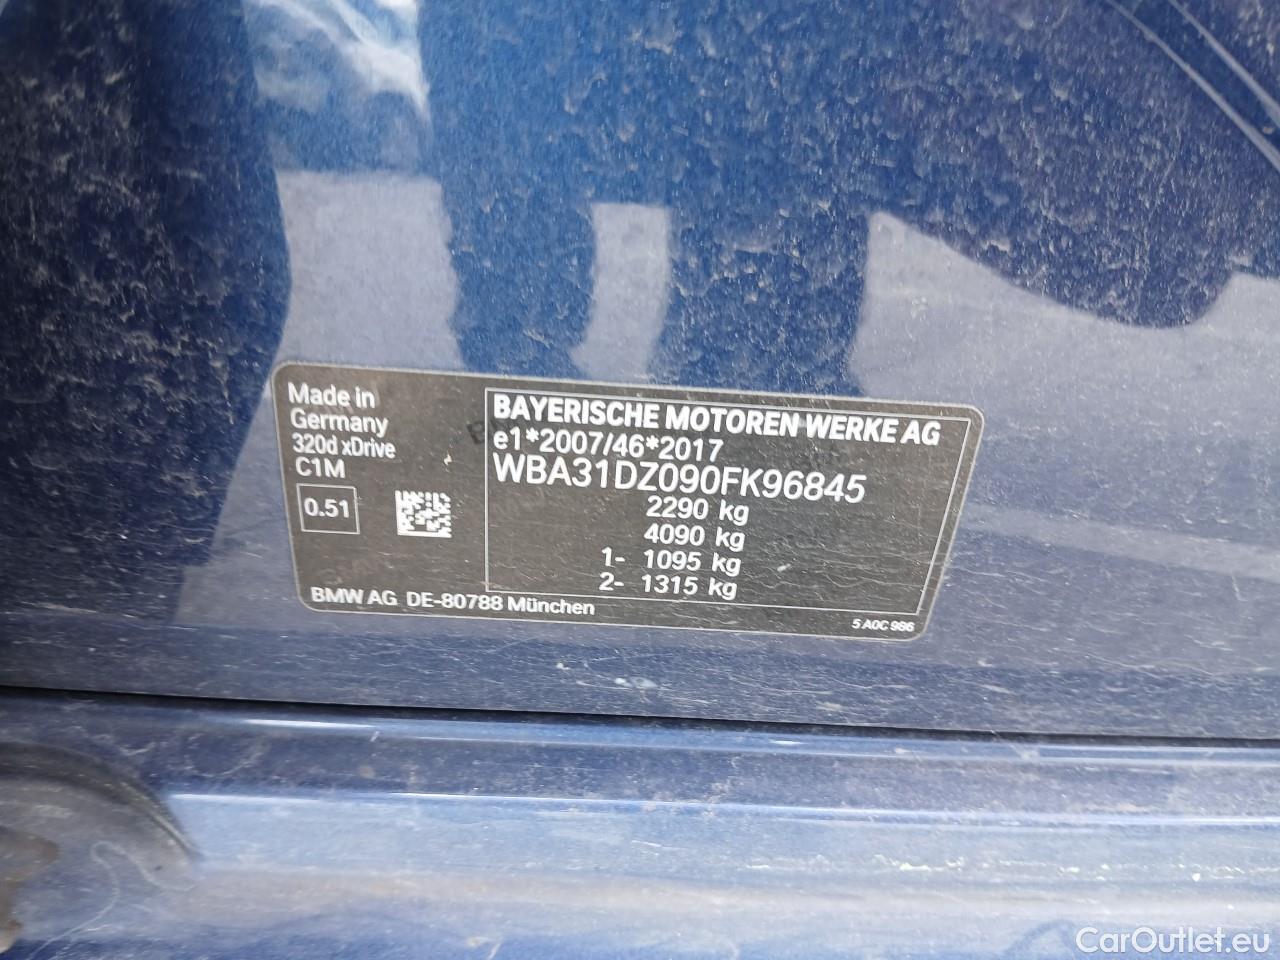 Made in
Germany
320d xDrive
C1M
0.51
BMW AG DE-80788 München
BAYERISCHE MOTOREN WERKE AG
e1*2007/46*2017
WBA31DZ090FK96845
2290 kg
4090 kg
1- 1095 kg
2- 1315 kg
5 A0C 986
CarOutlet.eu